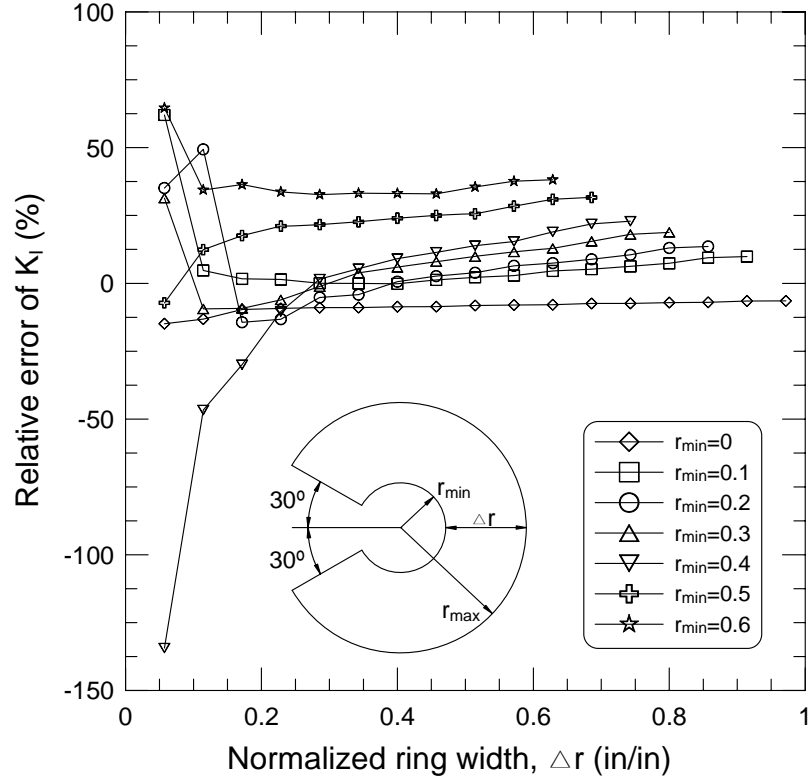 100
50
0
-50
-100
-150
Relative error of K_I (%)
0
0.2
0.4
0.6
0.8
1
Normalized ring width, △r (in/in)
30º
30º
r_min
△r
r_max
r_min=0
r_min=0.1
r_min=0.2
r_min=0.3
r_min=0.4
r_min=0.5
r_min=0.6